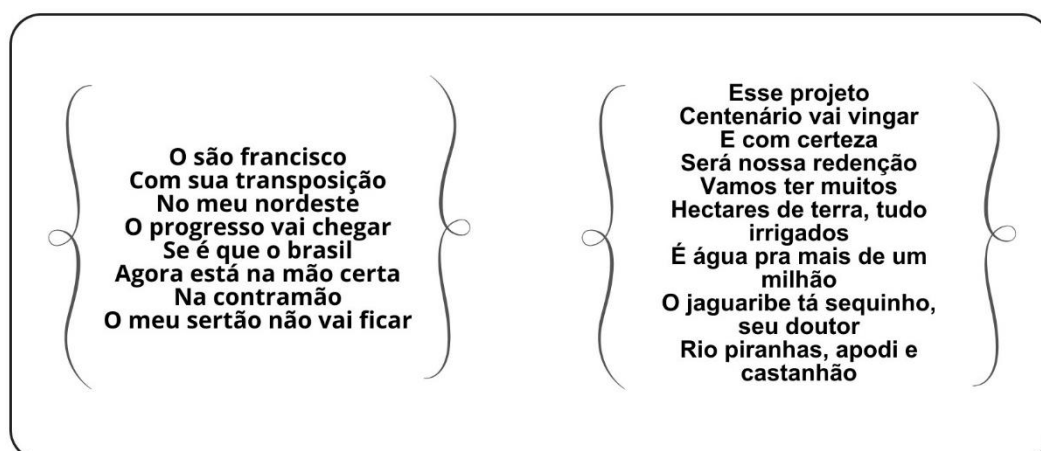 O são francisco
Com sua transposição
No meu nordeste
O progresso vai chegar
Se é que o brasil
Agora está na mão certa
Na contramão
O meu sertão não vai ficar
Esse projeto
Centenário vai vingar
E com certeza
Será nossa redenção
Vamos ter muitos
Hectares de terra, tudo
irrigados
É água pra mais de um
milhão
O jaguaribe tá sequinho,
seu doutor
Rio piranhas, apodi e
castanhão